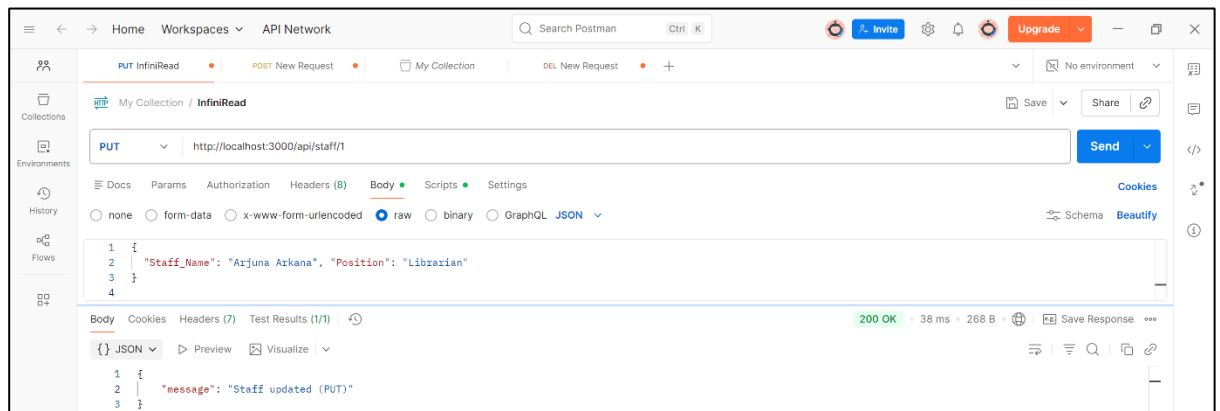 Home Workspaces API Network Search Postman Ctrl K Invite Upgrade
PUT InfiniRead POST New Request My Collection DEL New Request No environment
Collections
HTTP My Collection / InfiniRead Save Share
Environments
PUT http://localhost:3000/api/staff/1 Send
History
Docs Params Authorization Headers (8) Body Scripts Settings Cookies
none form-data x-www-form-urlencoded raw binary GraphQL JSON Schema Beautify
Flows
1 {
2 "Staff_Name": "Arjuna Arkana", "Position": "Librarian"
3 }
4
Body Cookies Headers (7) Test Results (1/1) 200 OK 38 ms 268 B Save Response
{} JSON Preview Visualize
1 {
2 "message": "Staff updated (PUT)"
3 }